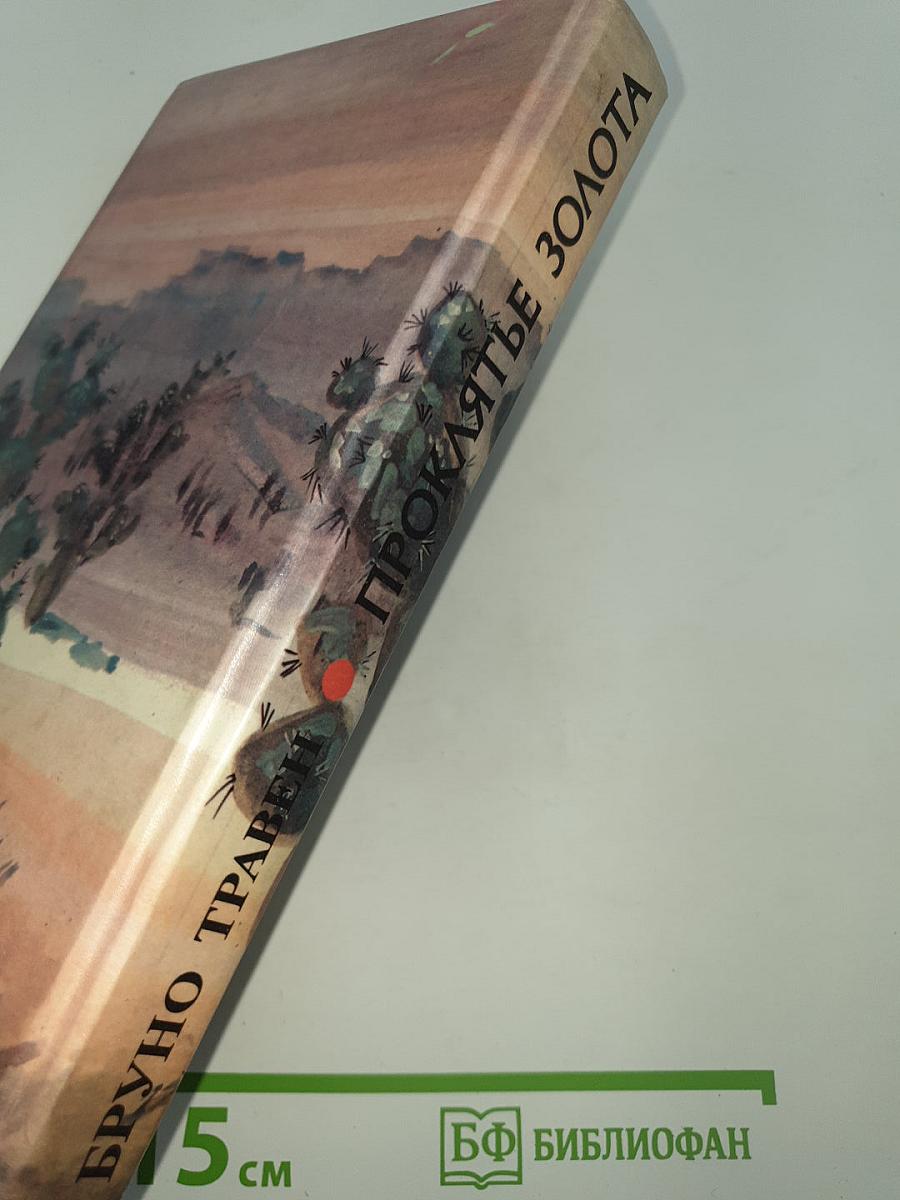 БРУНО ТРАВЕН ПРОКЛЯТЬЕ ЗОЛОТА
15 см
БФ БИБЛИОФАН